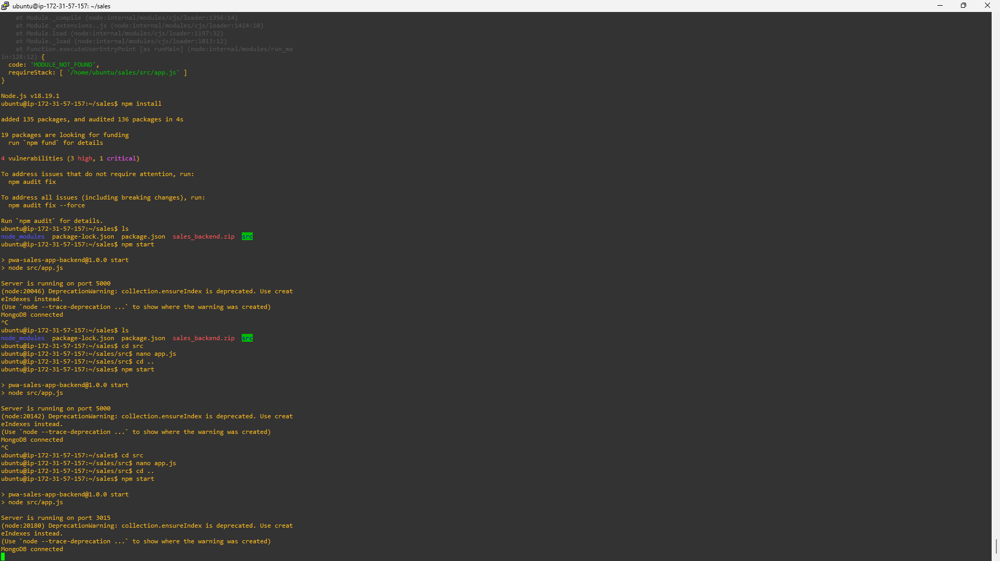 ubuntu@ip-172-31-57-157: ~/sales
    at Module._compile (node:internal/modules/cjs/loader:1356:14)
    at Module._extensions..js (node:internal/modules/cjs/loader:1414:10)
    at Module.load (node:internal/modules/cjs/loader:1197:32)
    at Module._load (node:internal/modules/cjs/loader:1013:12)
    at Function.executeUserEntryPoint [as runMain] (node:internal/modules/run_ma
in:128:12) {
  code: 'MODULE_NOT_FOUND',
  requireStack: [ '/home/ubuntu/sales/src/app.js' ]
}
Node.js v18.19.1
ubuntu@ip-172-31-57-157:~/sales$ npm install
added 135 packages, and audited 136 packages in 4s
19 packages are looking for funding
  run `npm fund` for details
4 vulnerabilities (3 high, 1 critical)
To address issues that do not require attention, run:
  npm audit fix
To address all issues (including breaking changes), run:
  npm audit fix --force
Run `npm audit` for details.
ubuntu@ip-172-31-57-157:~/sales$ ls
node_modules  package-lock.json  package.json  sales_backend.zip  src
ubuntu@ip-172-31-57-157:~/sales$ npm start
> pwa-sales-app-backend@1.0.0 start
> node src/app.js
Server is running on port 5000
(node:20046) DeprecationWarning: collection.ensureIndex is deprecated. Use creat
eIndexes instead.
(Use `node --trace-deprecation ...` to show where the warning was created)
MongoDB connected
^C
ubuntu@ip-172-31-57-157:~/sales$ ls
node_modules  package-lock.json  package.json  sales_backend.zip  src
ubuntu@ip-172-31-57-157:~/sales$ cd src
ubuntu@ip-172-31-57-157:~/sales/src$ nano app.js
ubuntu@ip-172-31-57-157:~/sales/src$ cd ..
ubuntu@ip-172-31-57-157:~/sales$ npm start
> pwa-sales-app-backend@1.0.0 start
> node src/app.js
Server is running on port 5000
(node:20142) DeprecationWarning: collection.ensureIndex is deprecated. Use creat
eIndexes instead.
(Use `node --trace-deprecation ...` to show where the warning was created)
MongoDB connected
^C
ubuntu@ip-172-31-57-157:~/sales$ cd src
ubuntu@ip-172-31-57-157:~/sales/src$ nano app.js
ubuntu@ip-172-31-57-157:~/sales/src$ cd ..
ubuntu@ip-172-31-57-157:~/sales$ npm start
> pwa-sales-app-backend@1.0.0 start
> node src/app.js
Server is running on port 3015
(node:20180) DeprecationWarning: collection.ensureIndex is deprecated. Use creat
eIndexes instead.
(Use `node --trace-deprecation ...` to show where the warning was created)
MongoDB connected